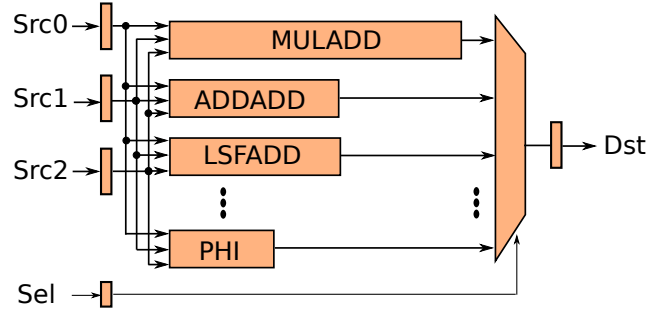 Src0
MULADD
Src1
ADDADD
Dst
Src2
LSFADD
PHI
Sel